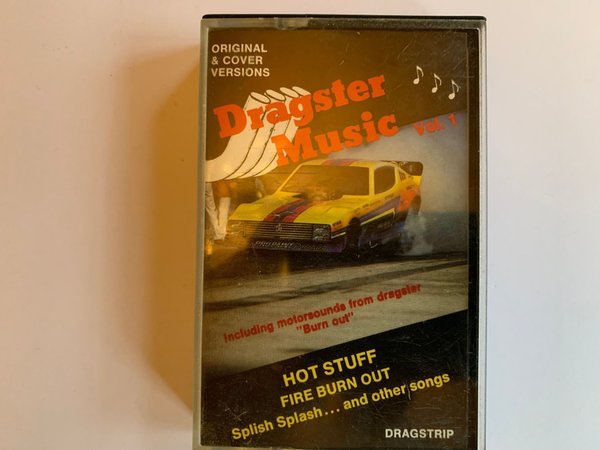 ORIGINAL
& COVER
VERSIONS
Dragster
Music Vol. 1
Including motorsounds from dragster
"Burn out"
HOT STUFF
FIRE BURN OUT
Splish Splash... and other songs
DRAGSTRIP